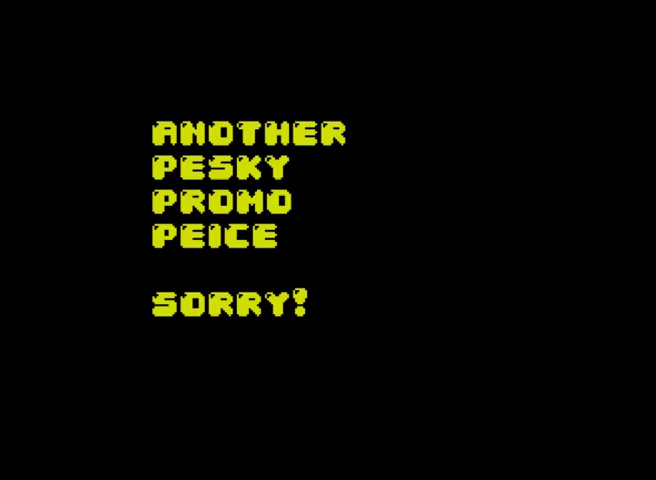 ANOTHER
PESKY
PROMO
PEICE
SORRY!